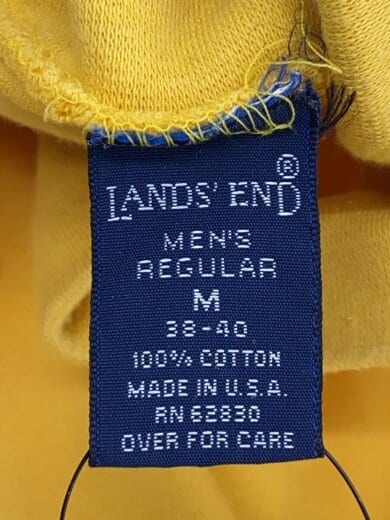 LANDS' END®
MEN'S
REGULAR
M
38-40
100% COTTON
MADE IN U.S.A.
RN 62830
OVER FOR CARE